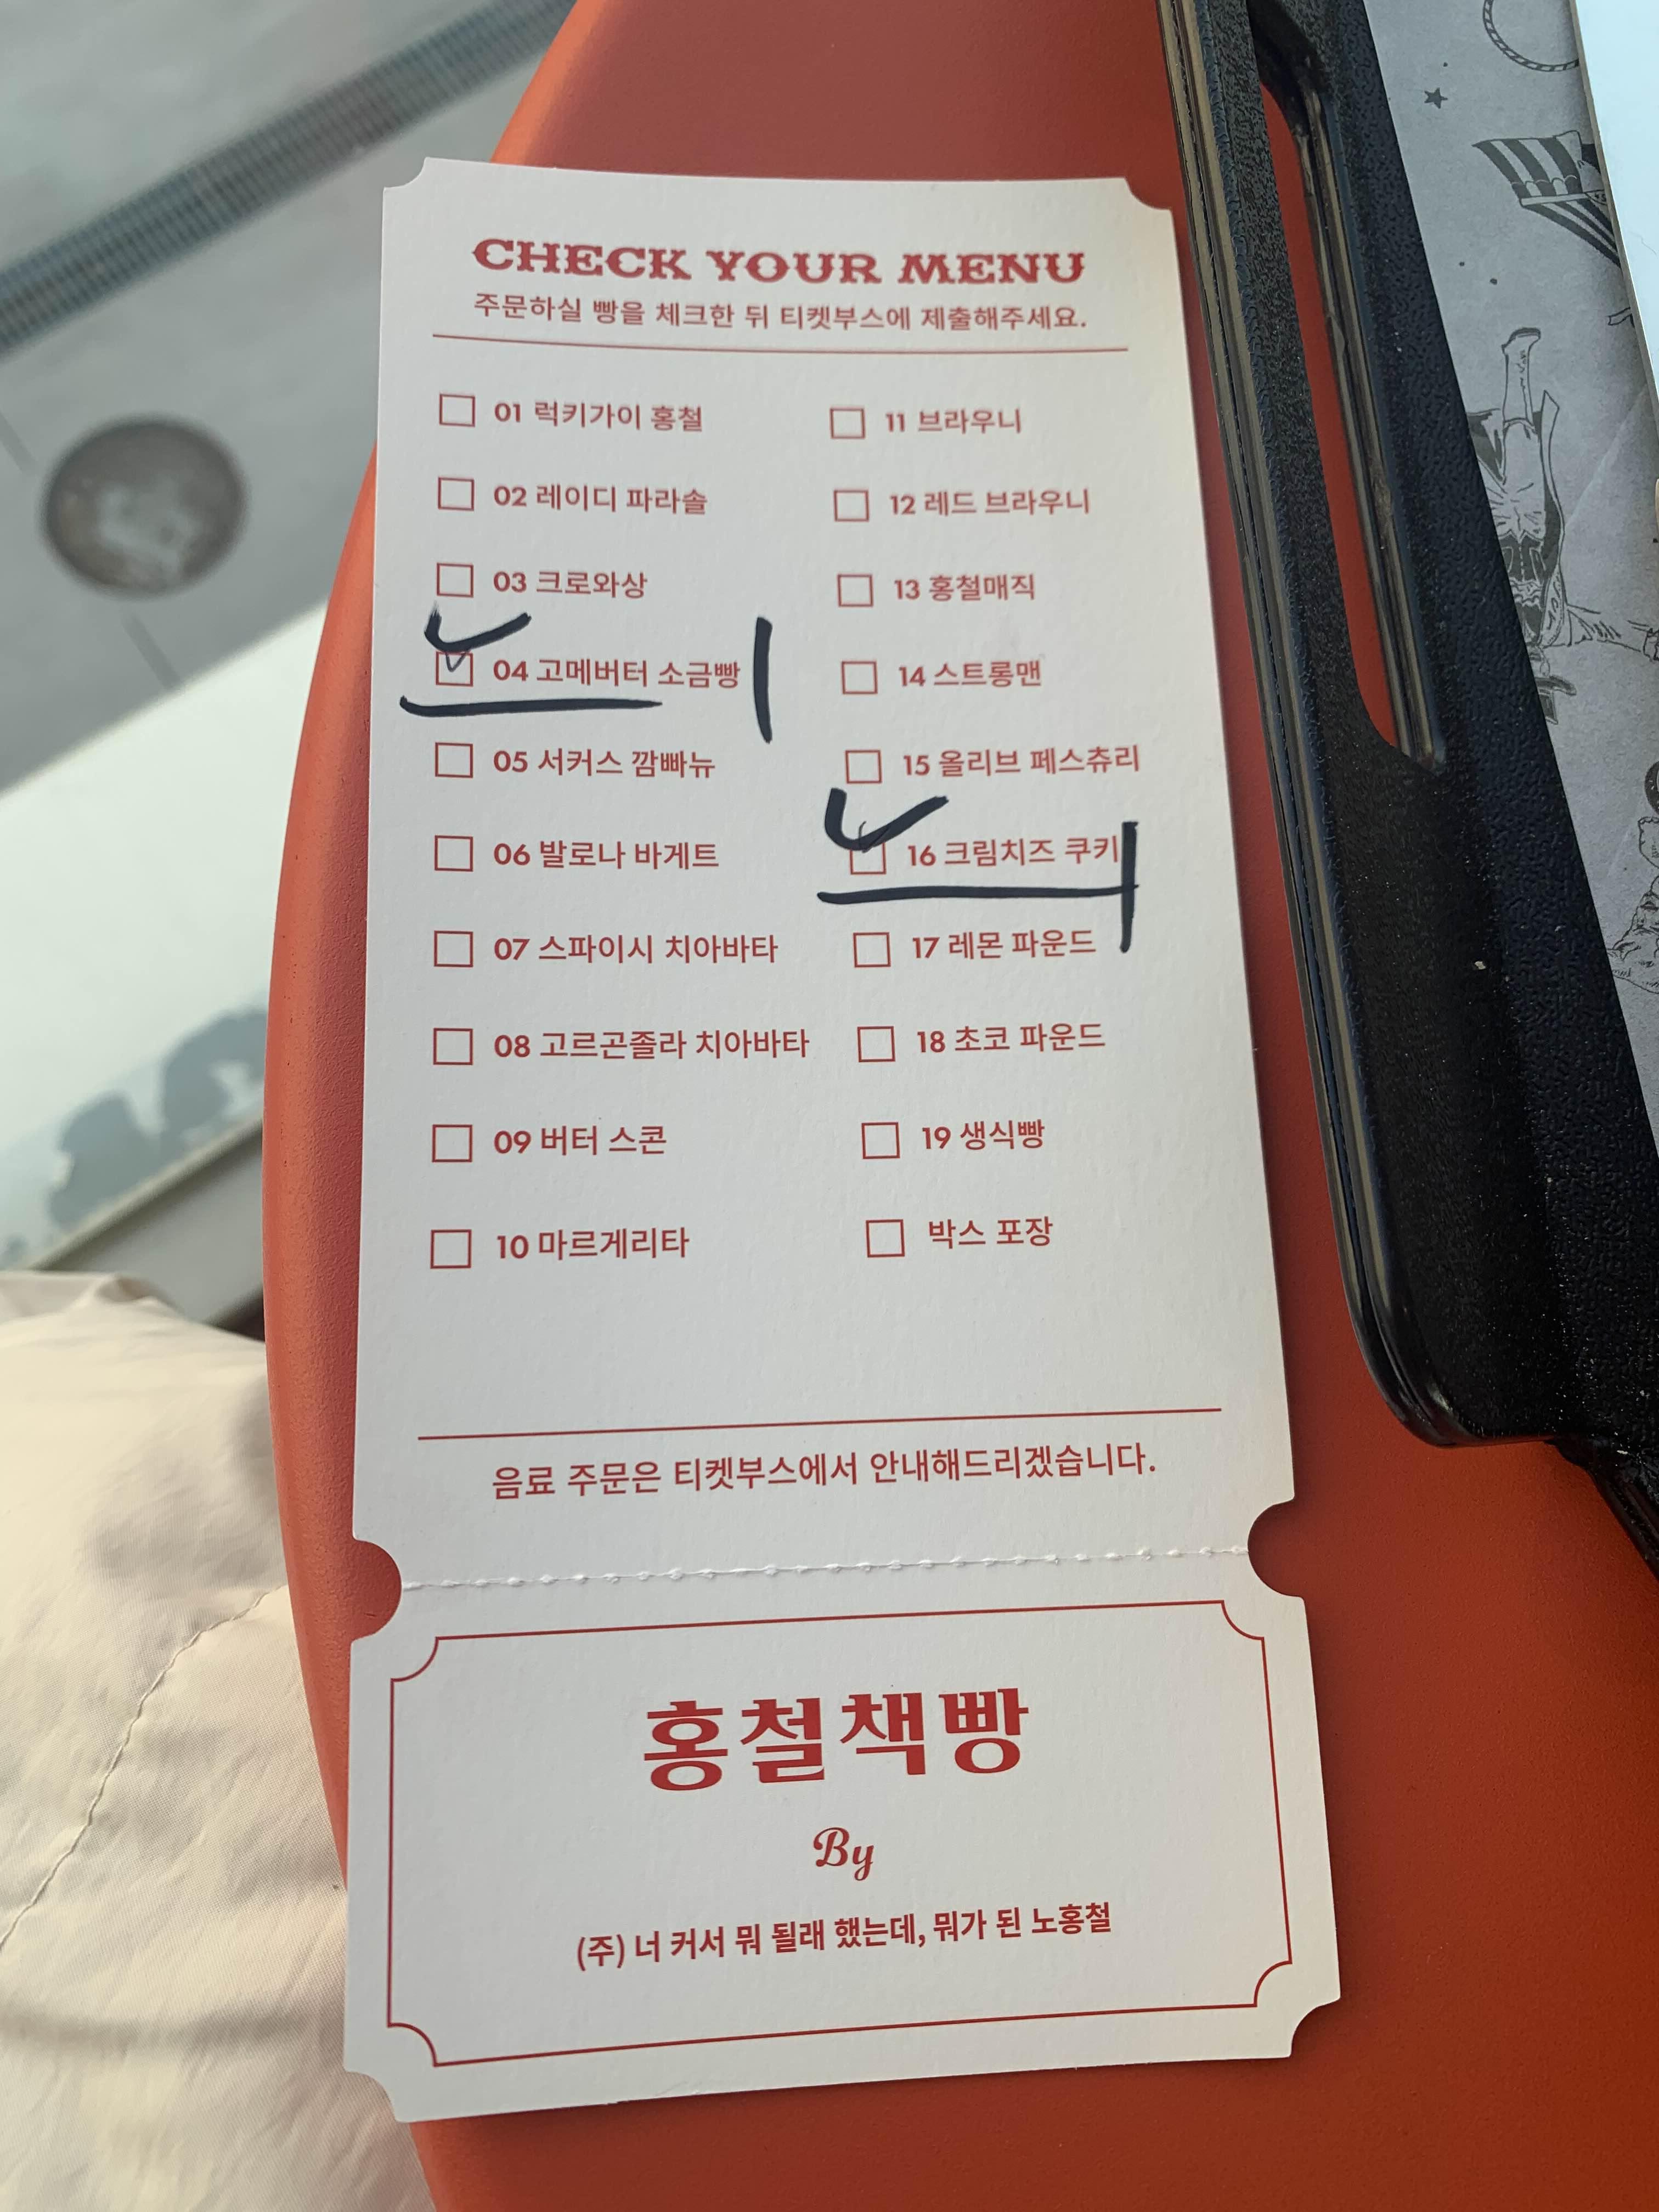 CHECK YOUR MENU
주문하실 빵을 체크한 뒤 티켓부스에 제출해주세요.
01 럭키가이 홍철
02 레이디 파라솔
03 크로와상
04 고메버터 소금빵 1
05 서커스 깜빠뉴
06 발로나 바게트
07 스파이시 치아바타
08 고르곤졸라 치아바타
09 버터 스콘
10 마르게리타
11 브라우니
12 레드 브라우니
13 홍철매직
14 스트롱맨
15 올리브 페스츄리
16 크림치즈 쿠키 1
17 레몬 파운드
18 초코 파운드
19 생식빵
박스 포장
음료 주문은 티켓부스에서 안내해드리겠습니다.
홍철책빵
By
(주) 너 커서 뭐 될래 했는데, 뭐가 된 노홍철